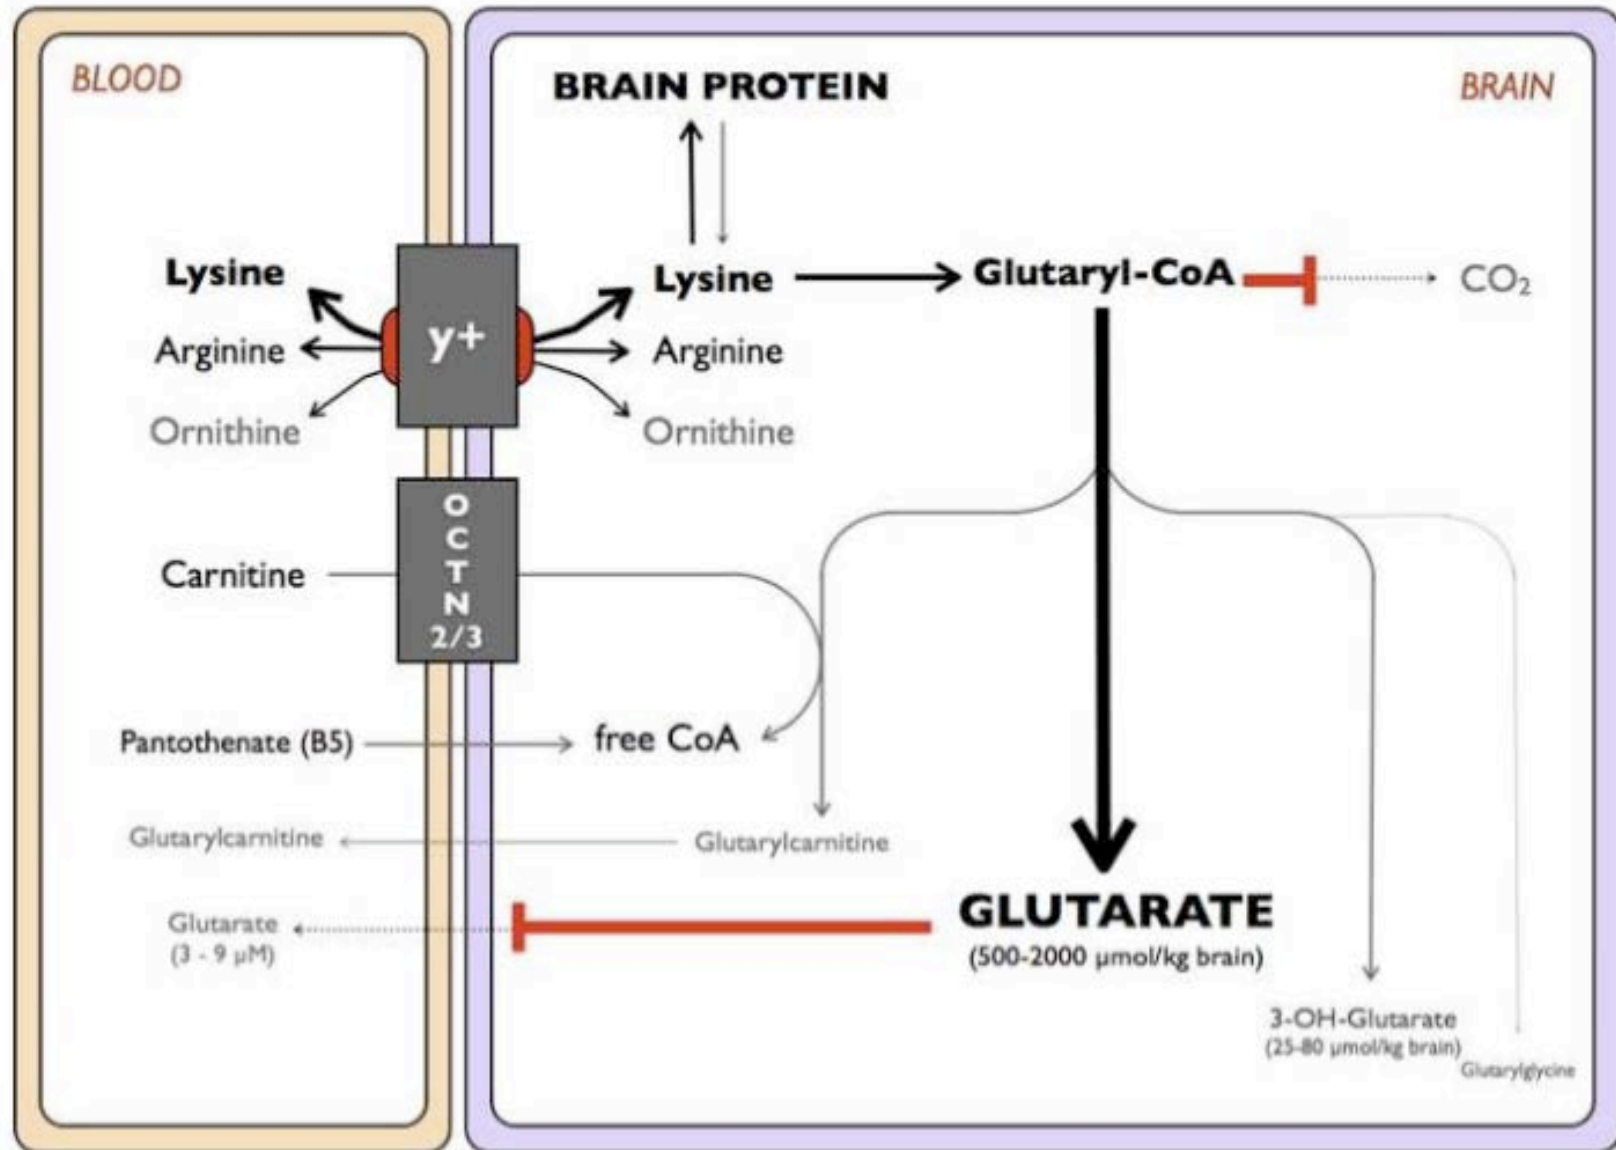 BLOOD
BRAIN PROTEIN
BRAIN
Lysine
Arginine
Ornithine
y+
Lysine
Arginine
Ornithine
Glutaryl-CoA
CO₂
Carnitine
O
C
T
N
2/3
Pantothenate (B5)
free CoA
Glutarylcarnitine
Glutarylcarnitine
Glutarate
(3 - 9 µM)
GLUTARATE
(500-2000 µmol/kg brain)
3-OH-Glutarate
(25-80 µmol/kg brain)
Glutarylglycine